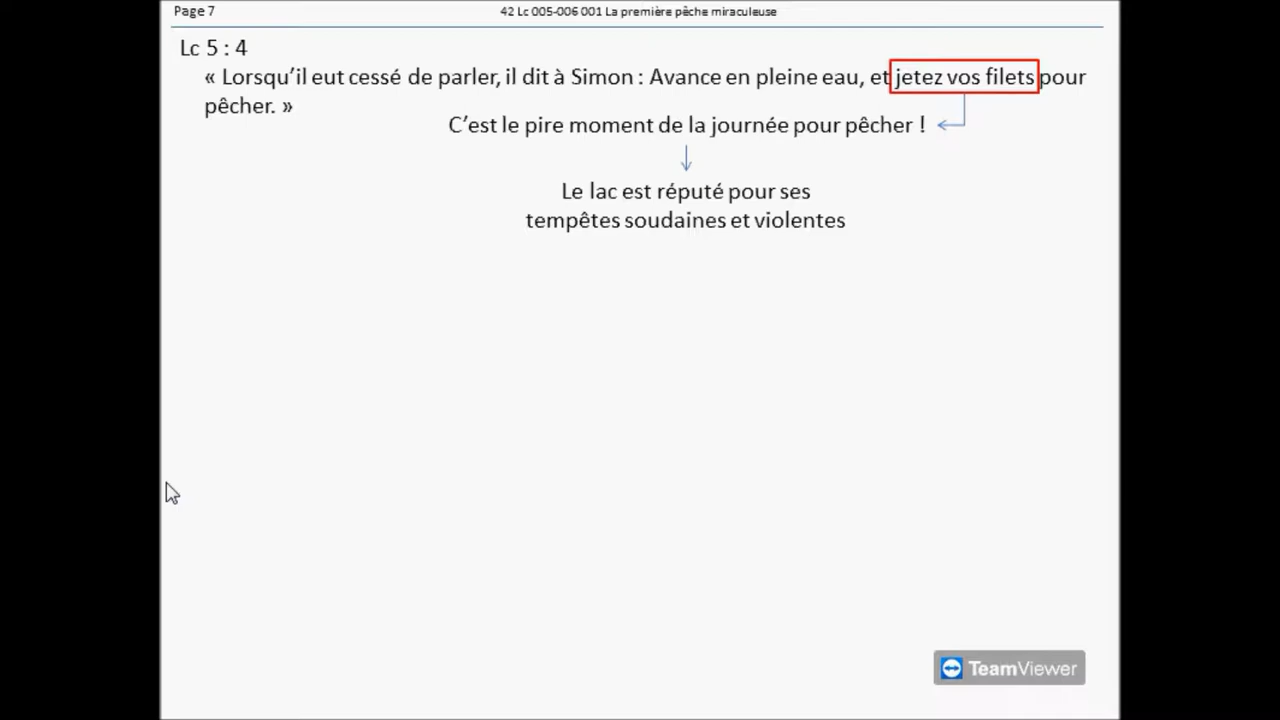 Page 7
42 Lc 005-006 001 La première pêche miraculeuse
Lc 5 : 4
« Lorsqu’il eut cessé de parler, il dit à Simon : Avance en pleine eau, et jetez vos filets pour
pêcher. »
C’est le pire moment de la journée pour pêcher !
Le lac est réputé pour ses
tempêtes soudaines et violentes
TeamViewer